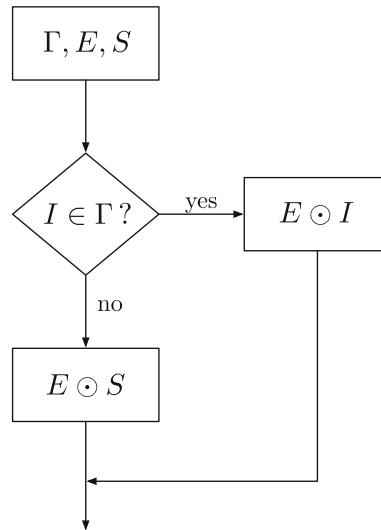 Γ, E, S
I ∈ Γ ?
yes
E ⊙ I
no
E ⊙ S